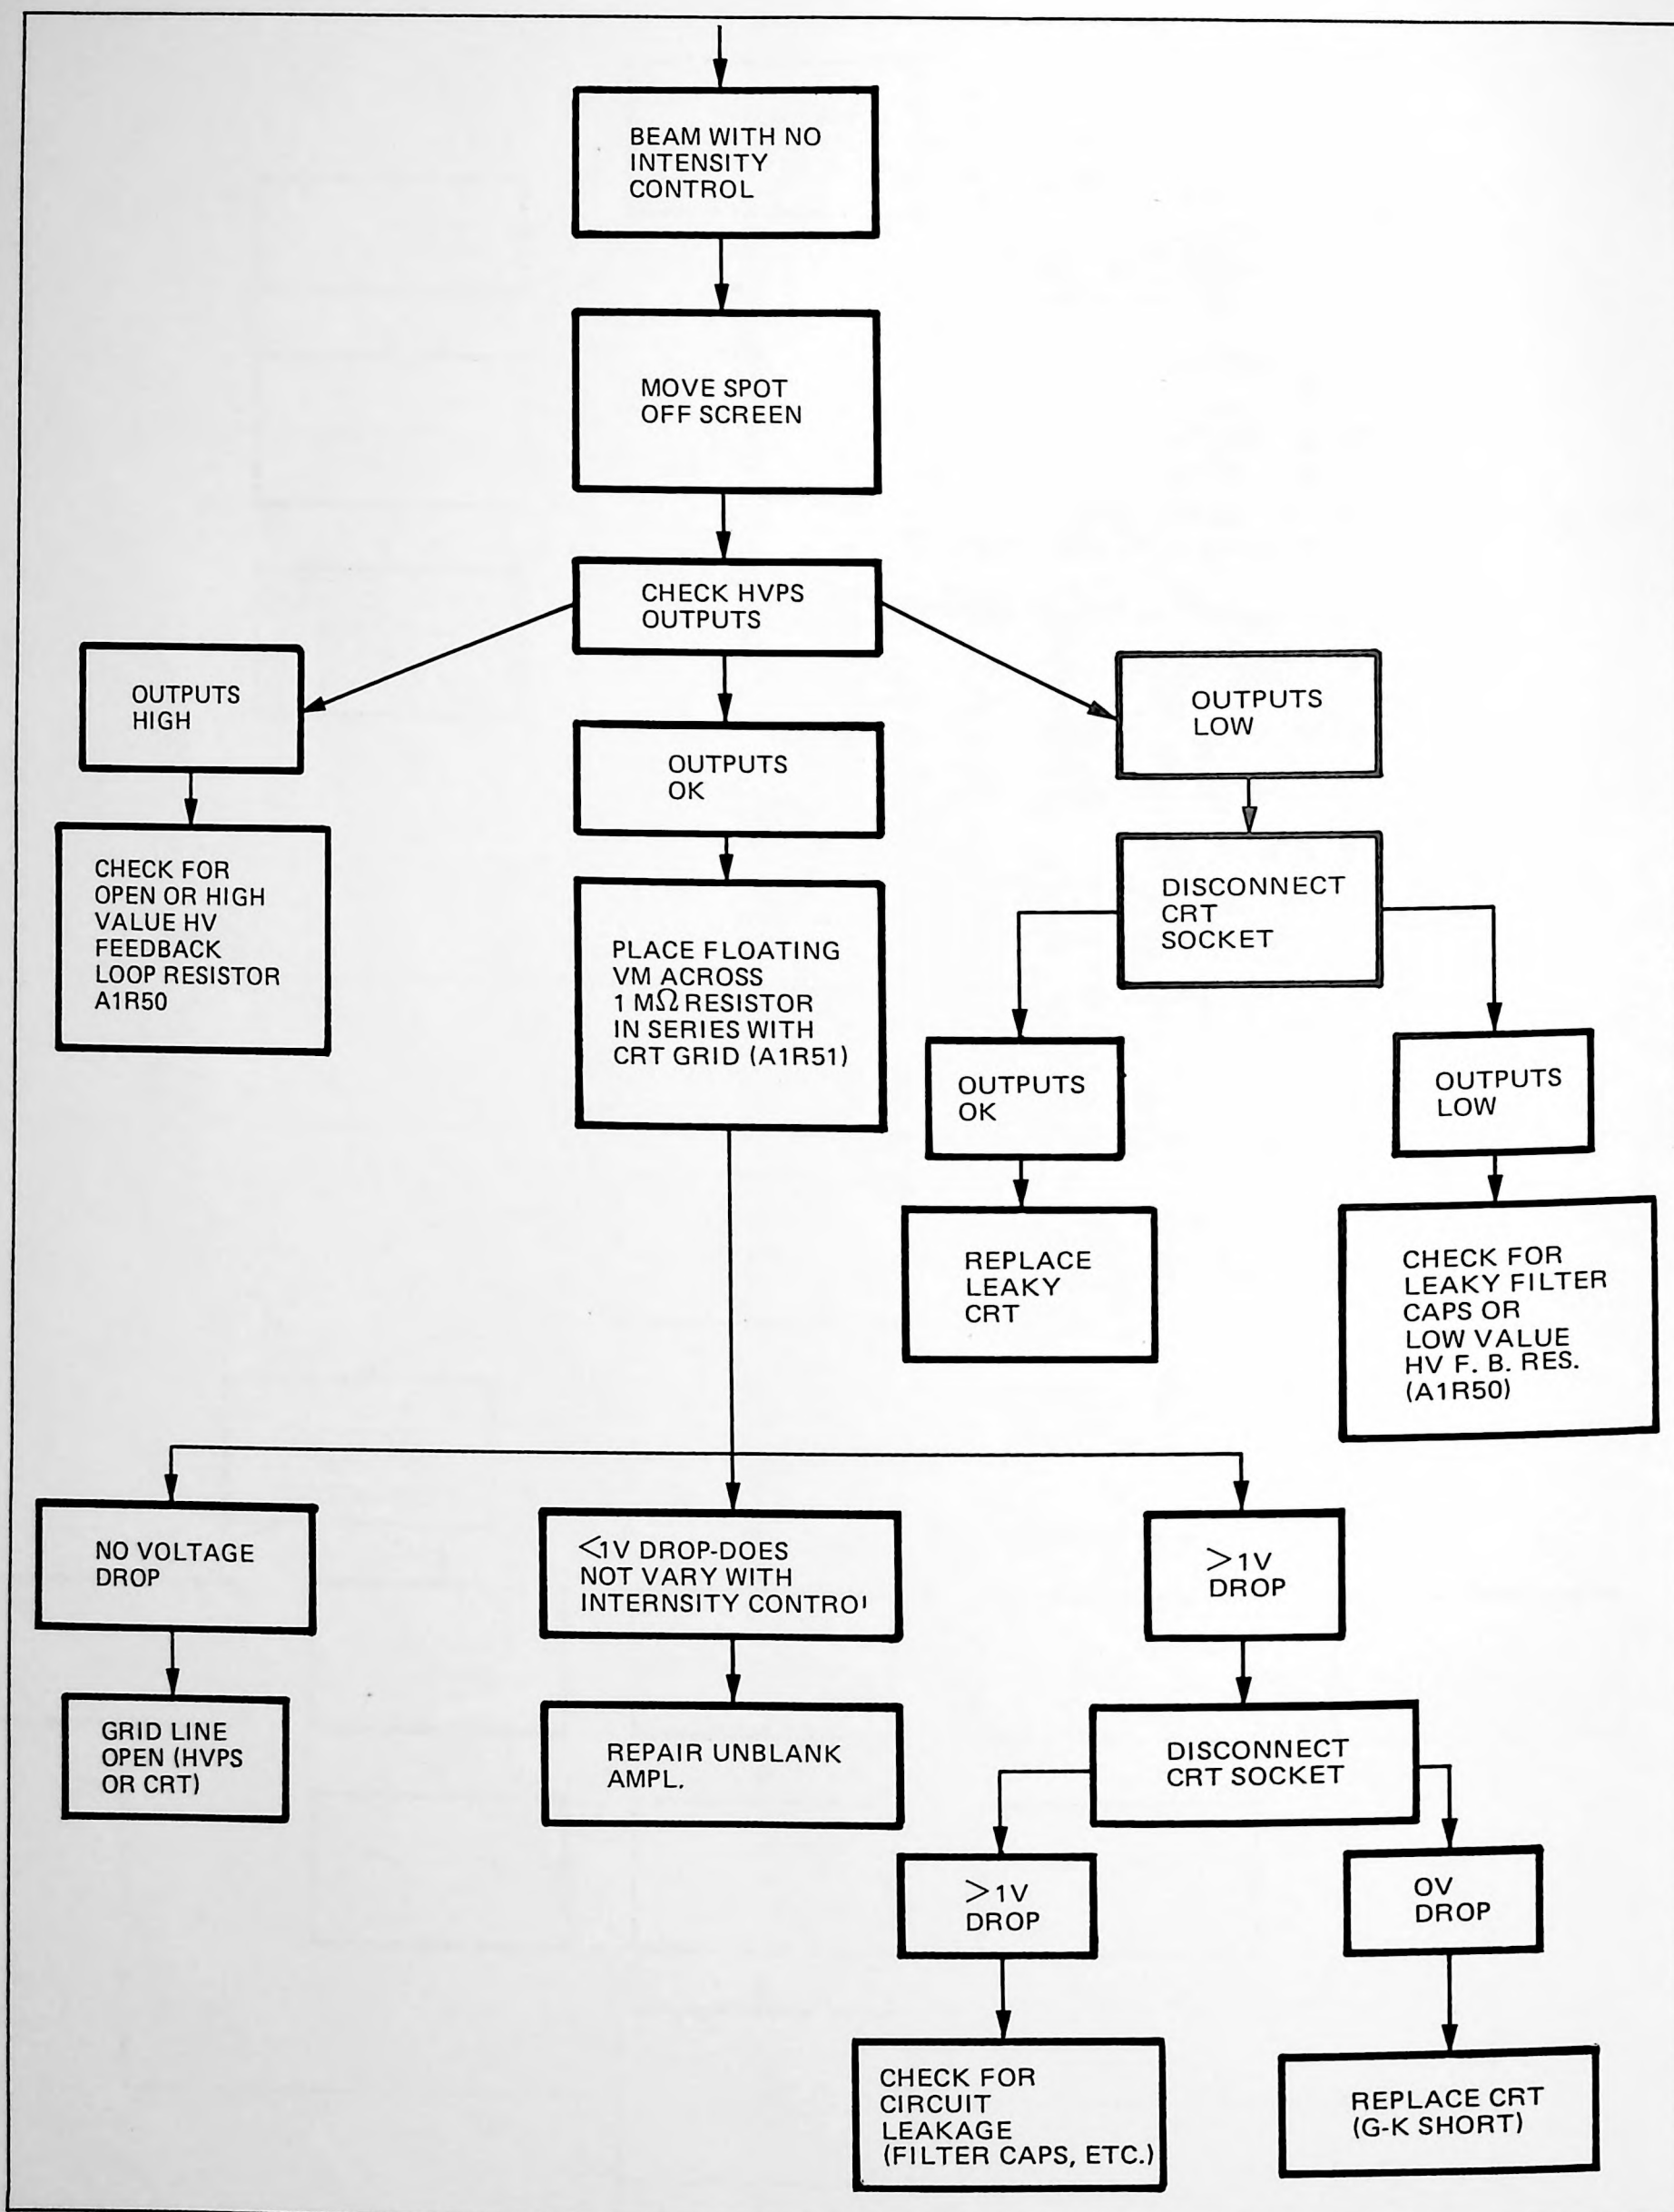 BEAM WITH NO
INTENSITY
CONTROL
MOVE SPOT
OFF SCREEN
CHECK HVPS
OUTPUTS
OUTPUTS
HIGH
OUTPUTS
OK
OUTPUTS
LOW
CHECK FOR
OPEN OR HIGH
VALUE HV
FEEDBACK
LOOP RESISTOR
A1R50
PLACE FLOATING
VM ACROSS
1 MΩ RESISTOR
IN SERIES WITH
CRT GRID (A1R51)
DISCONNECT
CRT
SOCKET
OUTPUTS
OK
OUTPUTS
LOW
REPLACE
LEAKY
CRT
CHECK FOR
LEAKY FILTER
CAPS OR
LOW VALUE
HV F. B. RES.
(A1R50)
NO VOLTAGE
DROP
<1V DROP-DOES
NOT VARY WITH
INTERNSITY CONTROl
>1V
DROP
GRID LINE
OPEN (HVPS
OR CRT)
REPAIR UNBLANK
AMPL.
DISCONNECT
CRT SOCKET
>1V
DROP
OV
DROP
CHECK FOR
CIRCUIT
LEAKAGE
(FILTER CAPS, ETC.)
REPLACE CRT
(G-K SHORT)